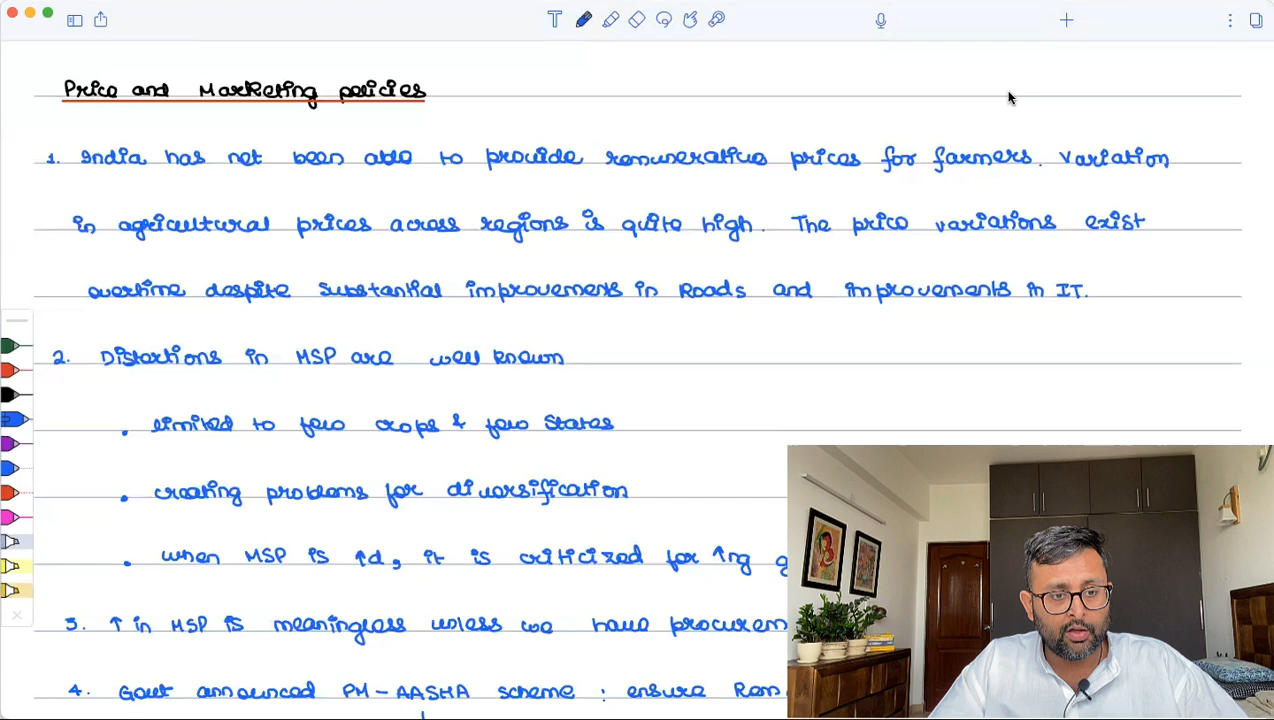 Price and Marketing policies
1. India has not been able to provide remunerative prices for farmers. Variation
in agricultural prices across regions is quite high. The price variations exist
overtime despite substantial improvements in Roads and improvements in IT.
2. Distortions in MSP are well known
• limited to few crops & few States
• creating problems for diversification
• when MSP is ↑d, it is criticized for ↑ng
3. ↑ in MSP is meaningless unless we have procurem
4. Govt announced PM-AASHA scheme : ensure Rem